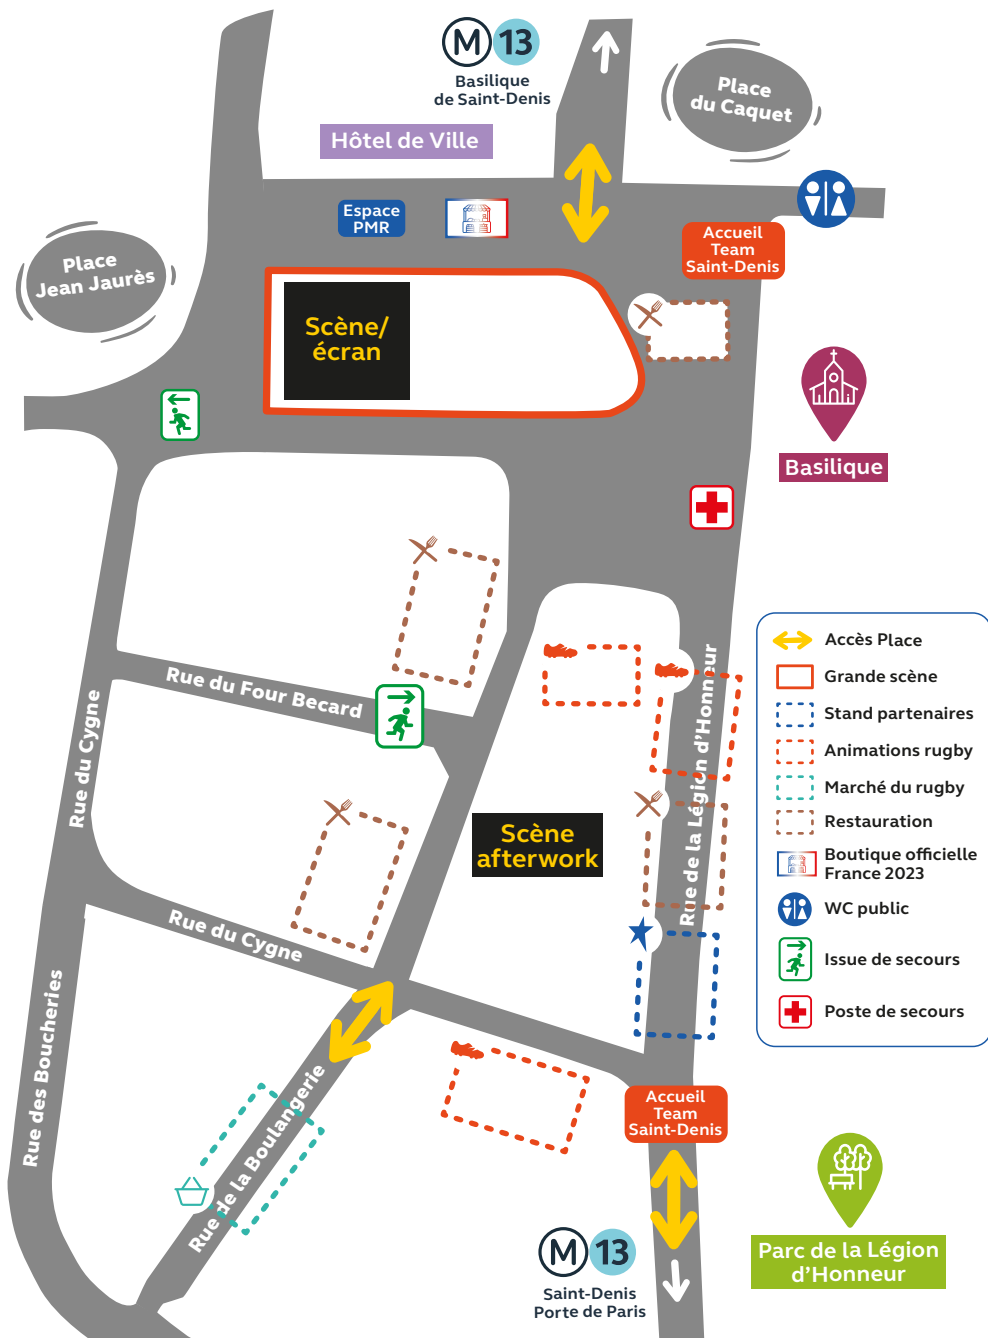 M 13
Basilique
de Saint-Denis
Place
du Caquet
Hôtel de Ville
Espace
PMR
Accueil
Team
Saint-Denis
Place
Jean Jaurès
Scène/
écran
Basilique
Rue du Four Becard
Rue du Cygne
Rue de la Légion d'Honneur
Accès Place
Grande scène
Stand partenaires
Animations rugby
Marché du rugby
Restauration
Boutique officielle
France 2023
WC public
Issue de secours
Poste de secours
Scène
afterwork
Rue du Cygne
Rue des Boucheries
Rue de la Boulangerie
Accueil
Team
Saint-Denis
M 13
Saint-Denis
Porte de Paris
Parc de la Légion
d'Honneur